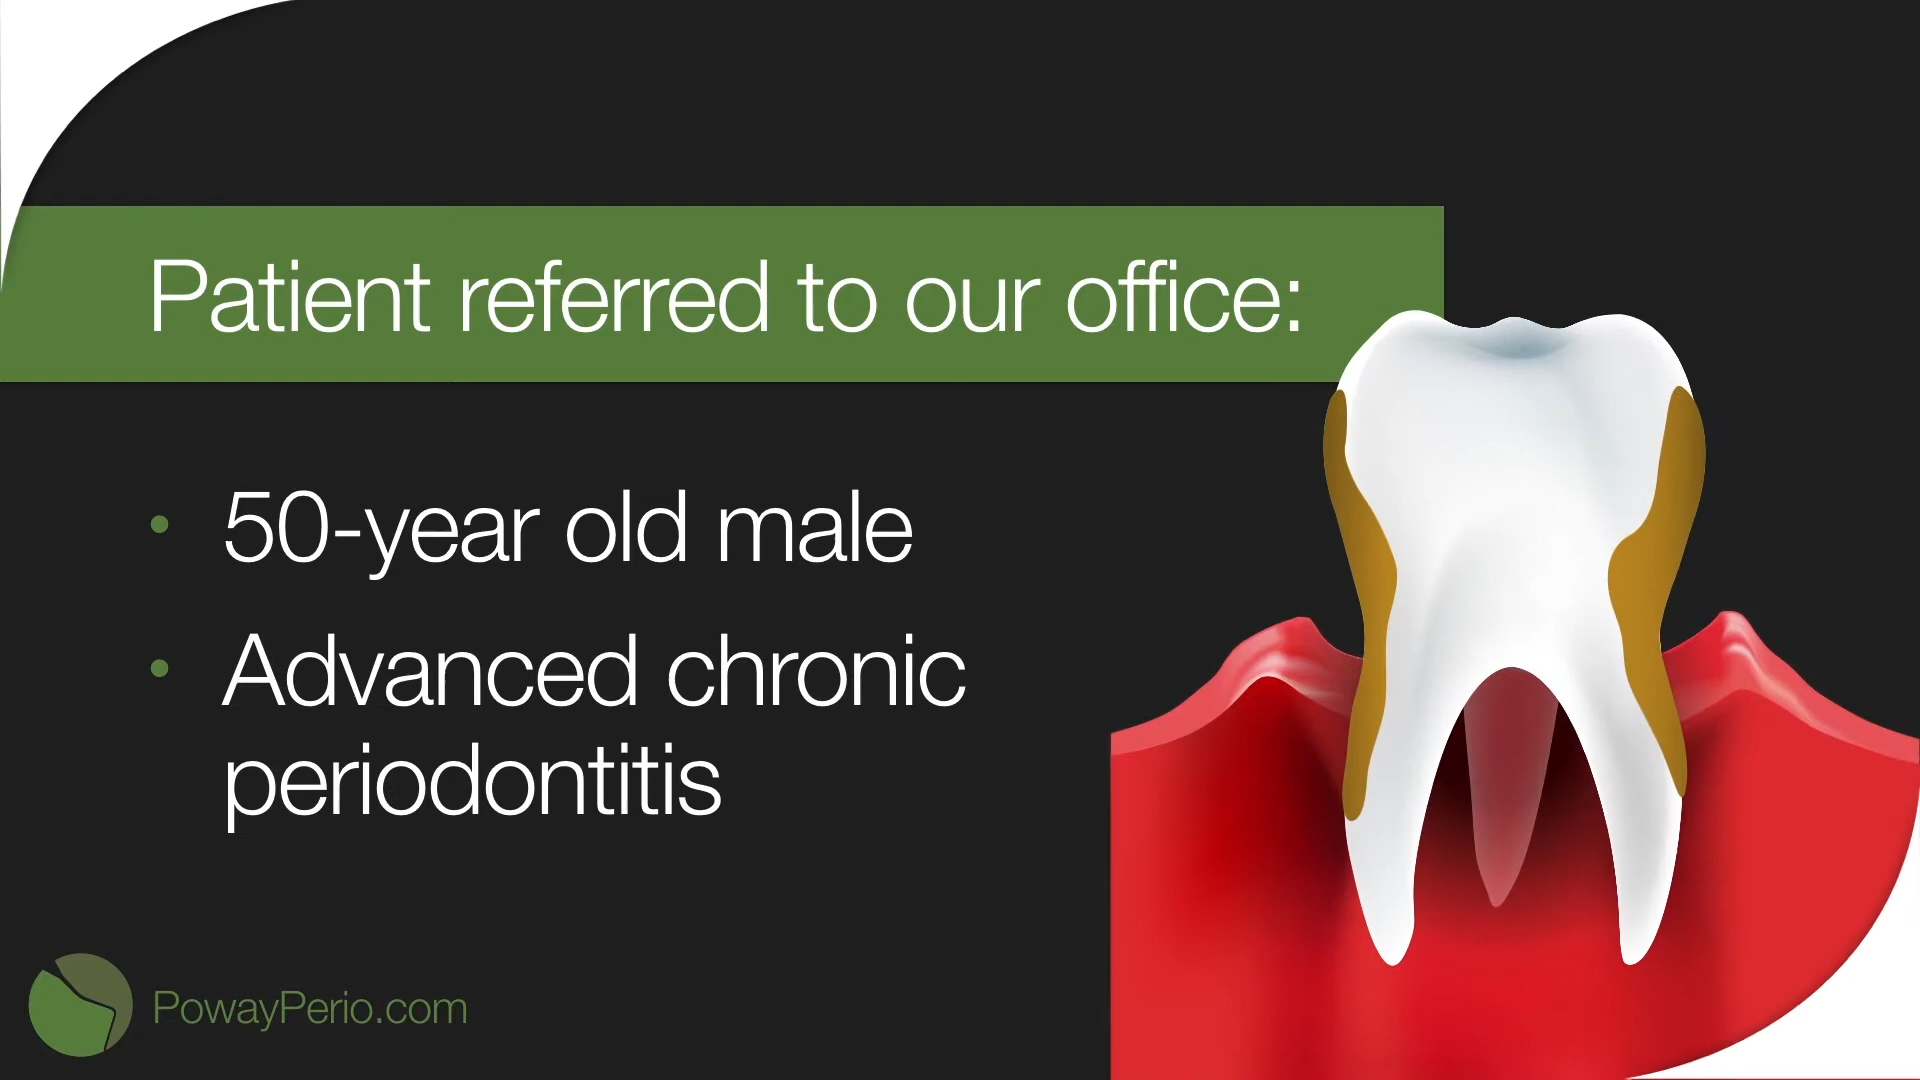 Patient referred to our office:
• 50-year old male
• Advanced chronic
periodontitis
PowayPerio.com